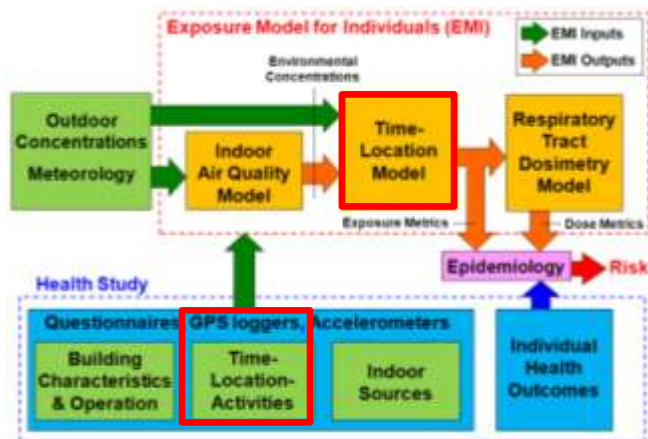 Exposure Model for Individuals (EMI)
EMI Inputs
EMI Outputs
Environmental
Concentrations
Outdoor
Concentrations
Meteorology
Indoor
Air Quality
Model
Time-
Location
Model
Respiratory
Tract
Dosimetry
Model
Exposure Metrics
Dose Metrics
Epidemiology
Risk
Health Study
Questionnaires, GPS loggers, Accelerometers
Building
Characteristics
& Operation
Time-
Location-
Activities
Indoor
Sources
Individual
Health
Outcomes